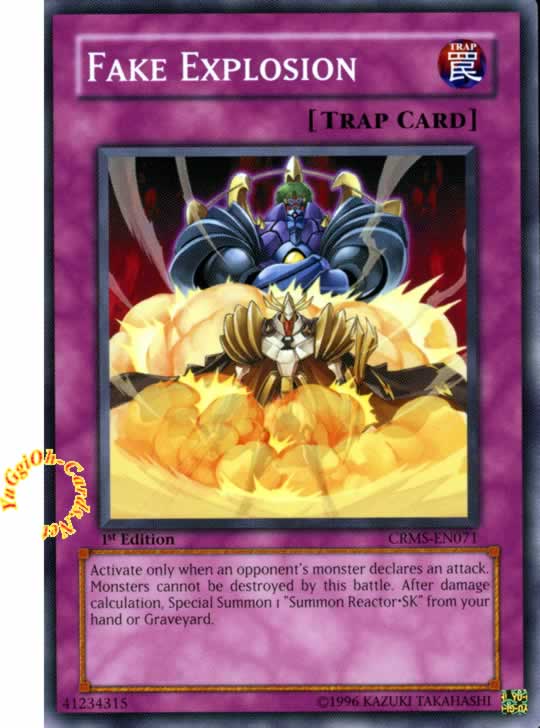 FAKE EXPLOSION
TRAP
罠
[TRAP CARD]
YuGgiOh-Cards.Net
1st Edition
CRMS-EN071
Activate only when an opponent's monster declares an attack.
Monsters cannot be destroyed by this battle. After damage
calculation, Special Summon 1 "Summon Reactor•SK" from your
hand or Graveyard.
41234315
©1996 KAZUKI TAKAHASHI